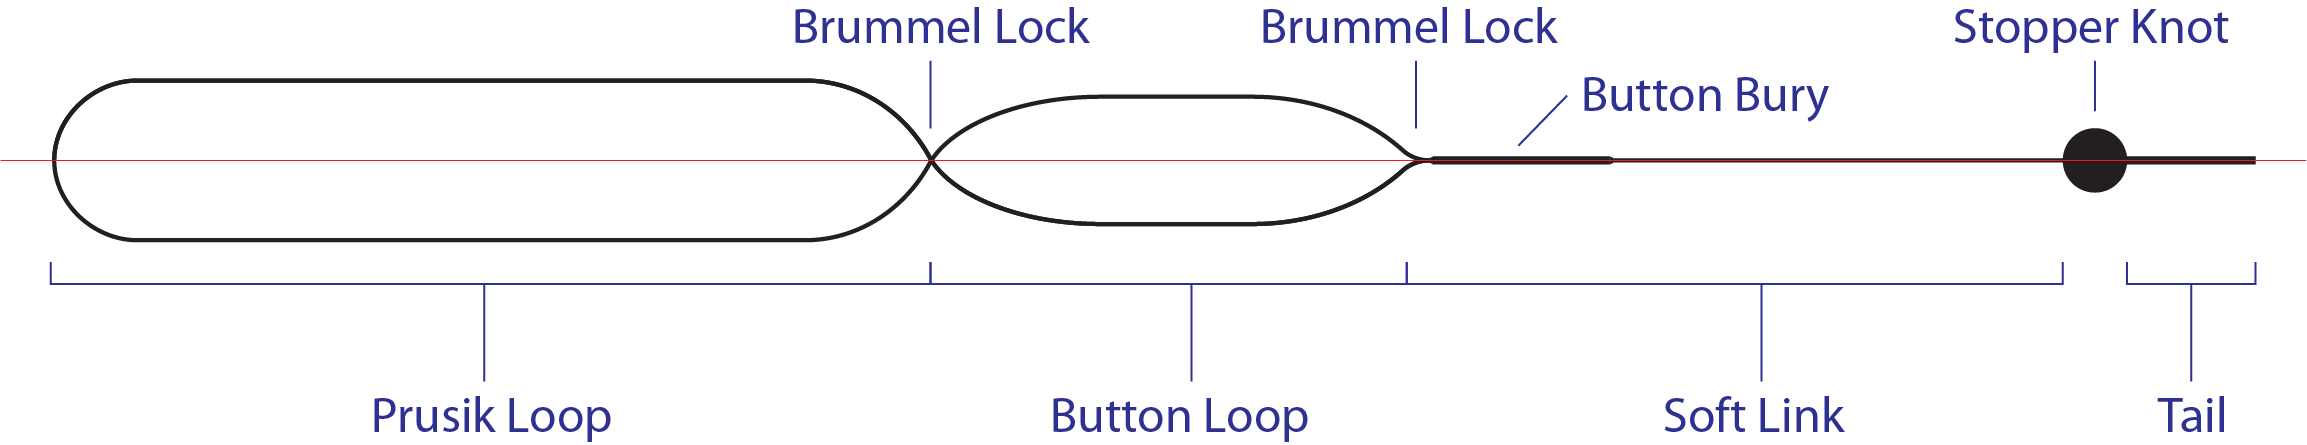 Brummel Lock
Brummel Lock
Stopper Knot
Button Bury
Prusik Loop
Button Loop
Soft Link
Tail